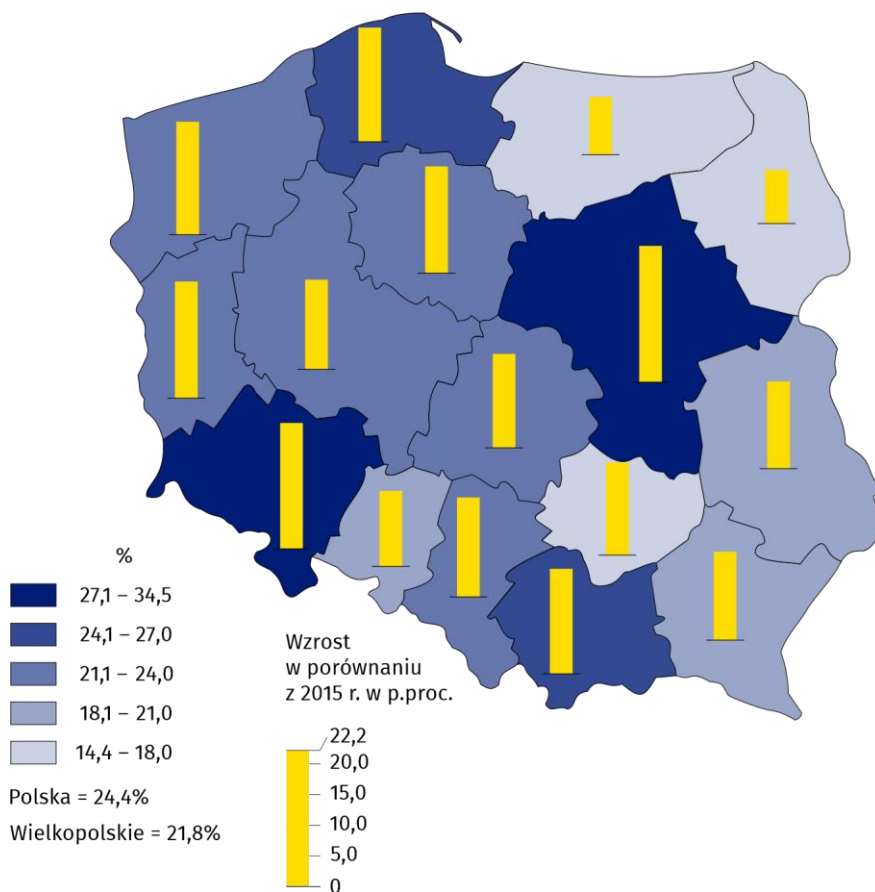 %
27,1 – 34,5
24,1 – 27,0
21,1 – 24,0
18,1 – 21,0
14,4 – 18,0
Polska = 24,4%
Wielkopolskie = 21,8%
Wzrost
w porównaniu
z 2015 r. w p.proc.
22,2
20,0
15,0
10,0
5,0
0